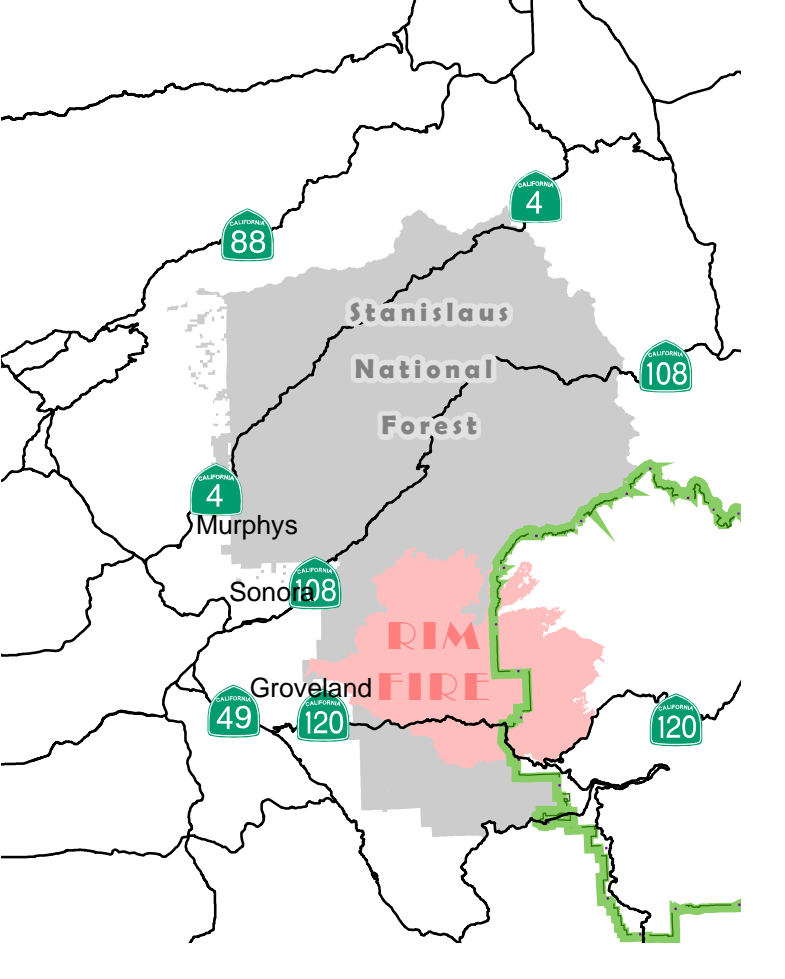 CALIFORNIA
4
CALIFORNIA
88
Stanislaus
National
Forest
CALIFORNIA
108
CALIFORNIA
4
Murphys
CALIFORNIA
108
Sonora
RIM
FIRE
Groveland
CALIFORNIA
49
CALIFORNIA
120
CALIFORNIA
120